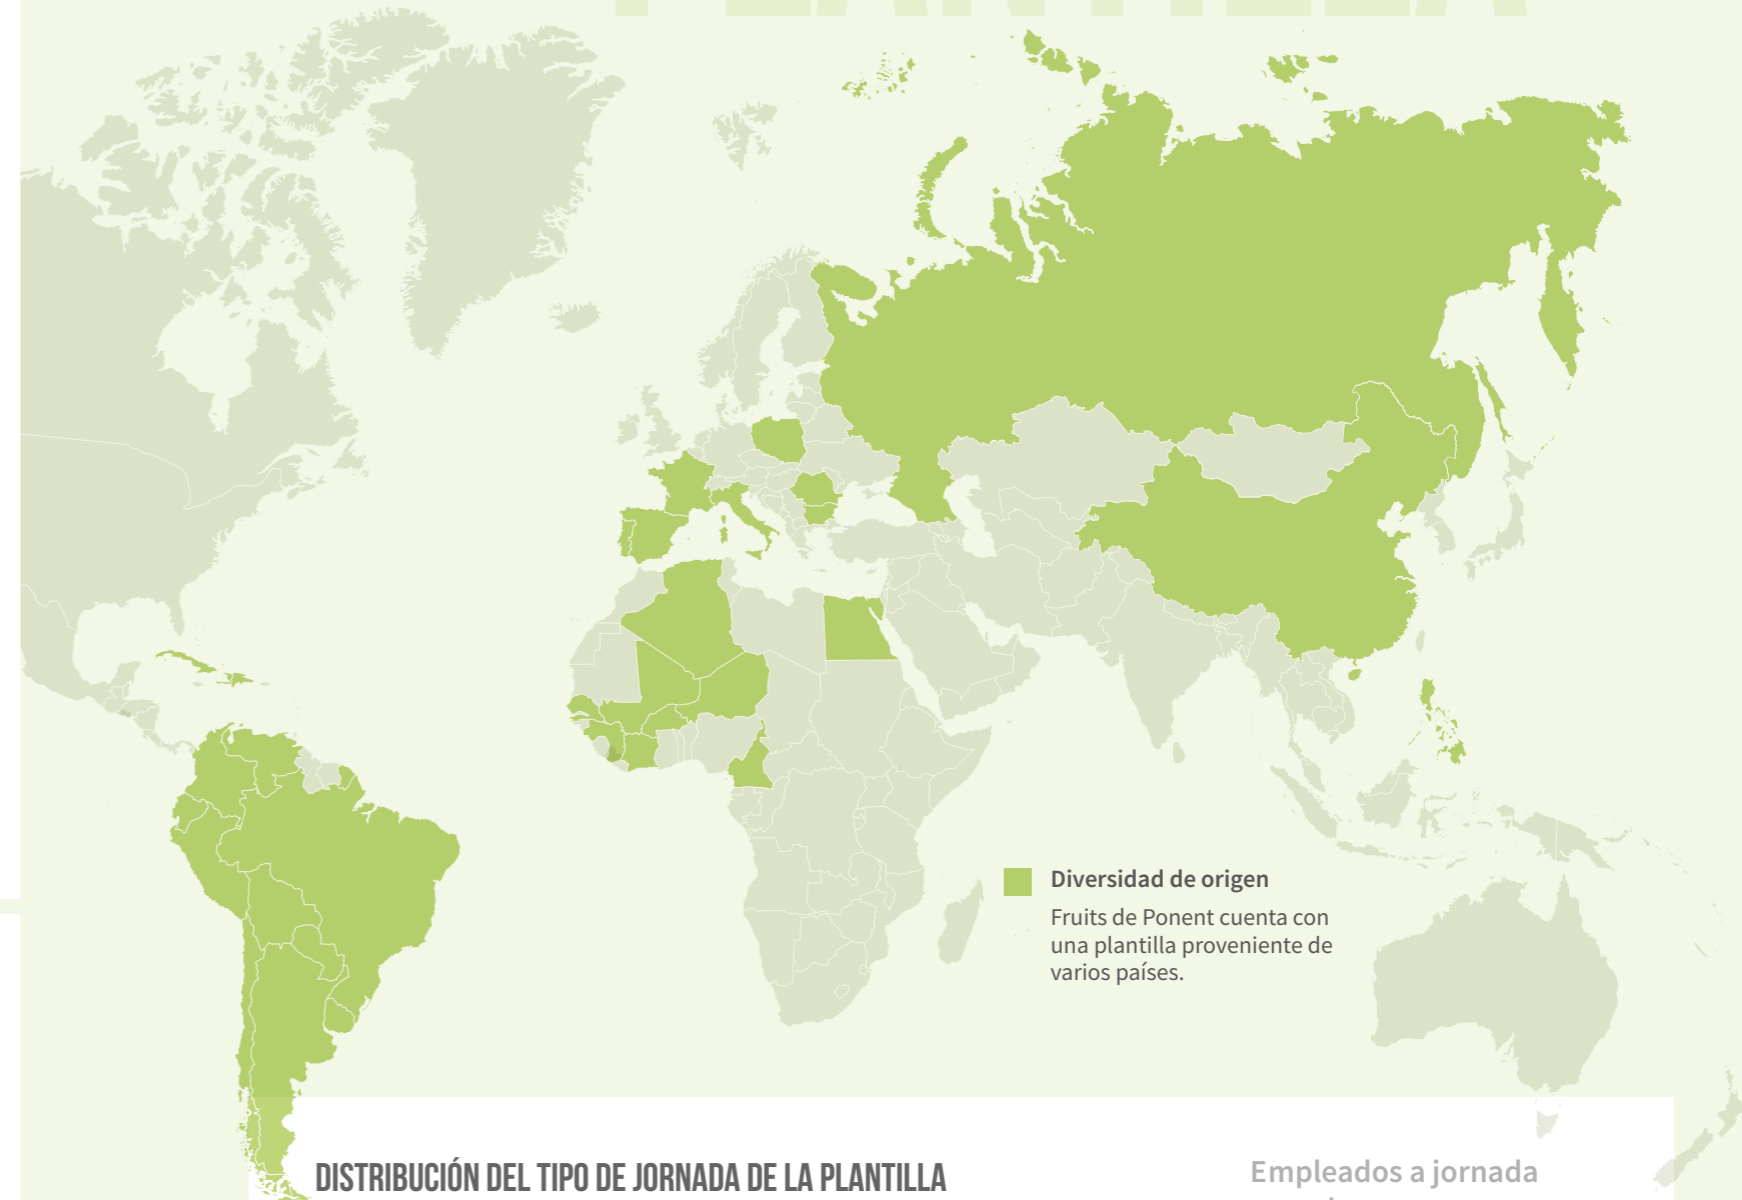 PLANTILLA
Diversidad de origen
Fruits de Ponent cuenta con
una plantilla proveniente de
varios países.
DISTRIBUCIÓN DEL TIPO DE JORNADA DE LA PLANTILLA
Empleados a jornada